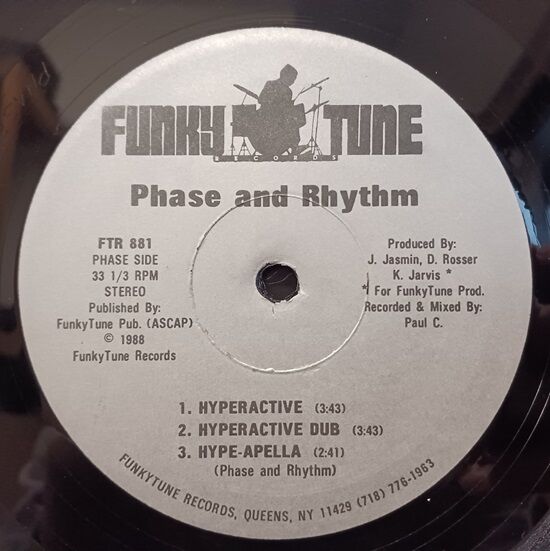 FUNKY TUNE
RECORDS
Phase and Rhythm
FTR 881
PHASE SIDE
33 1/3 RPM
STEREO
Published By:
FunkyTune Pub. (ASCAP)
© 1988
FunkyTune Records
Produced By:
J. Jasmin, D. Rosser
K. Jarvis *
* For FunkyTune Prod.
Recorded & Mixed By:
Paul C.
1. HYPERACTIVE (3:43)
2. HYPERACTIVE DUB (3:43)
3. HYPE-APELLA (2:41)
(Phase and Rhythm)
FUNKYTUNE RECORDS, QUEENS, NY 11429 (718) 776-1963